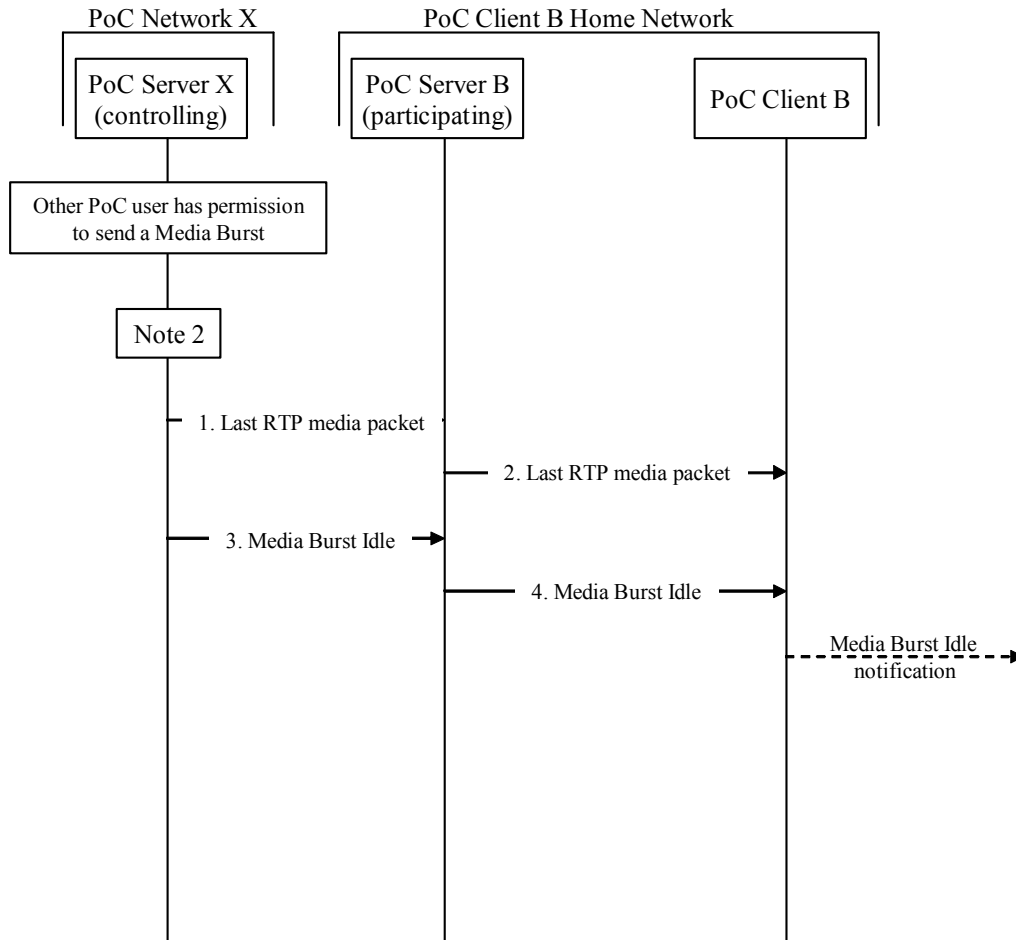 PoC Network X
PoC Client B Home Network
PoC Server X
(controlling)
PoC Server B
(participating)
PoC Client B
Other PoC user has permission
to send a Media Burst
Note 2
1. Last RTP media packet
2. Last RTP media packet
3. Media Burst Idle
4. Media Burst Idle
Media Burst Idle
notification